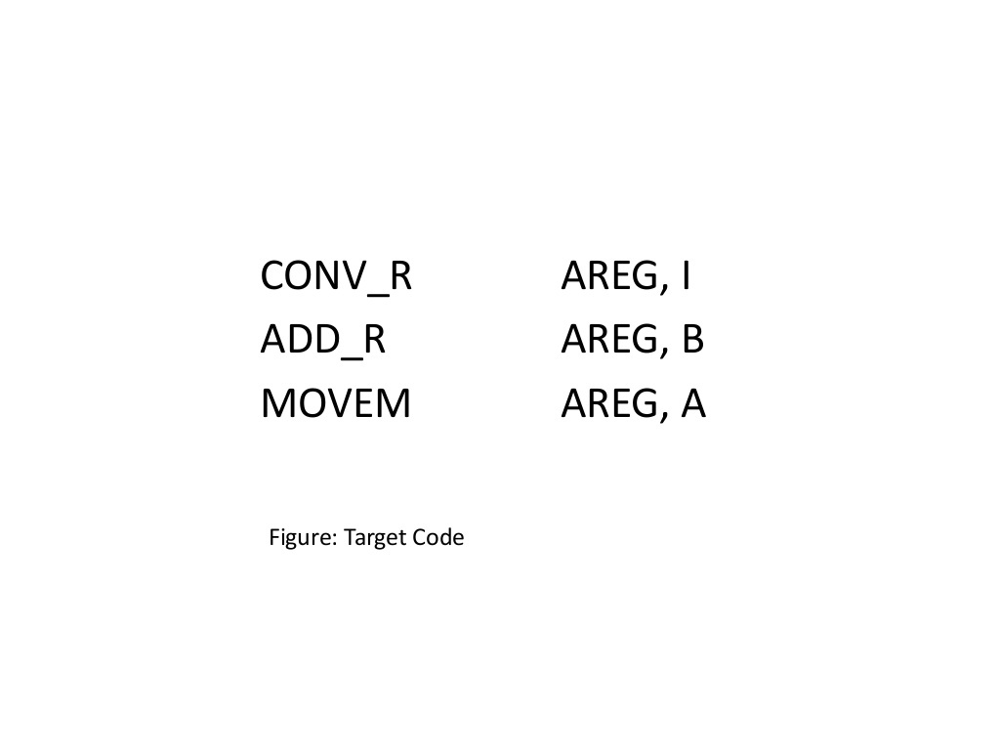 CONV_R AREG, I
ADD_R AREG, B
MOVEM AREG, A
Figure: Target Code